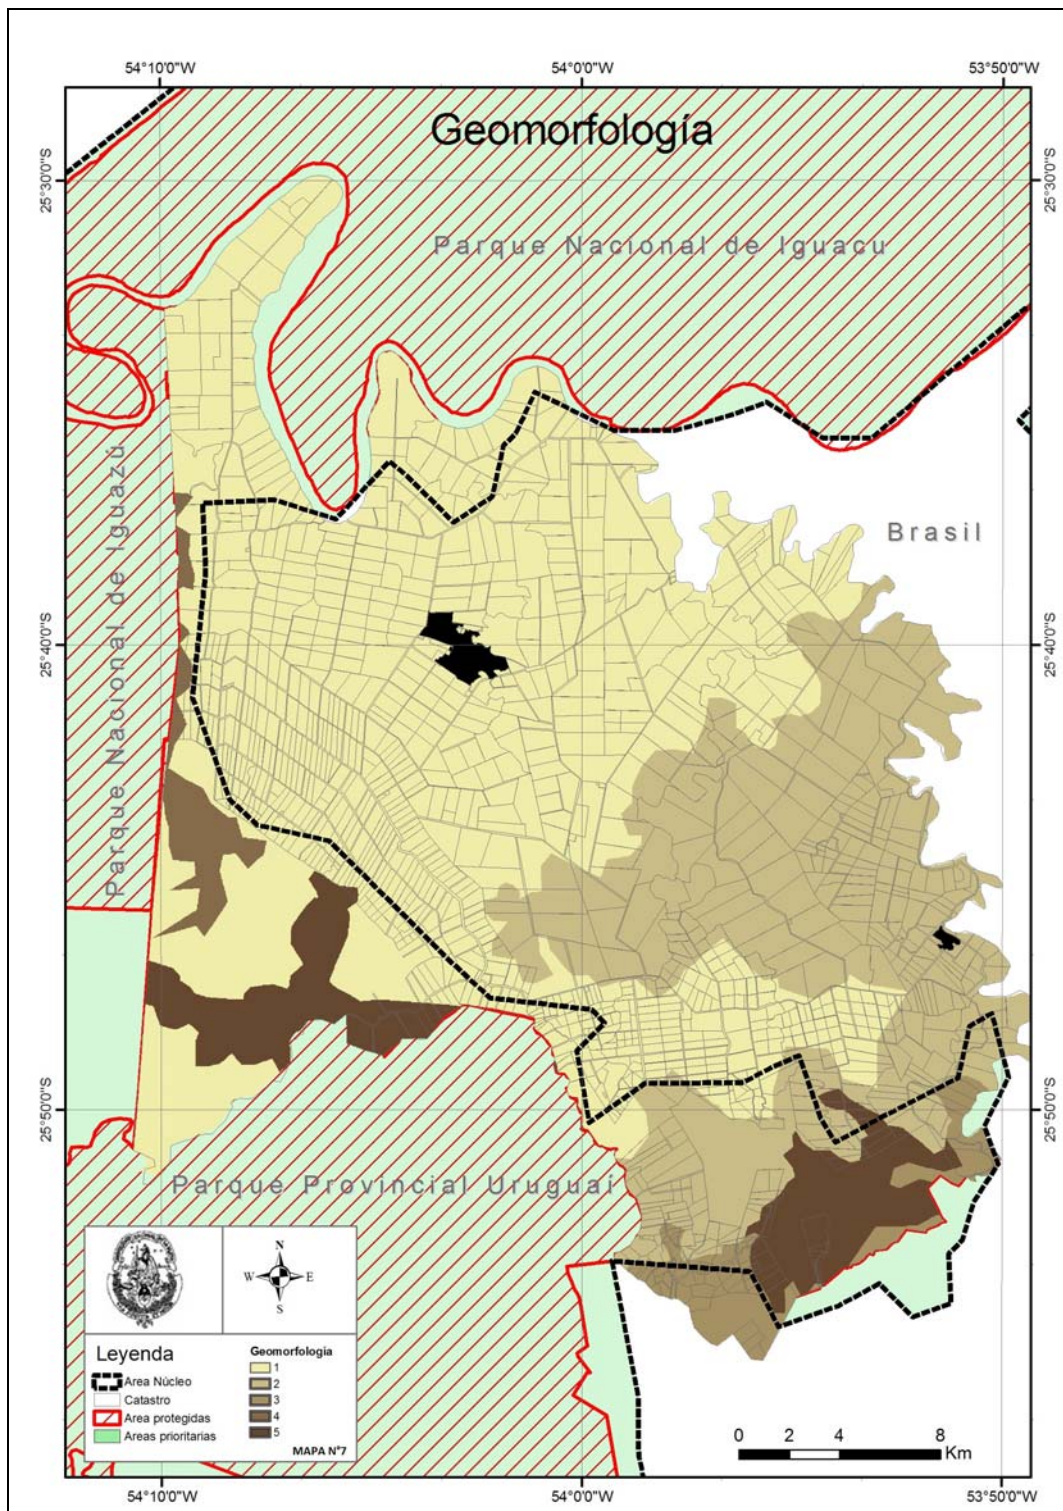 54°10'0"W 54°0'0"W 53°50'0"W
Geomorfología
25°30'0"S 25°30'0"S
Parque Nacional de Iguacu
Parque Nacional de Iguazú
Brasil
25°40'0"S 25°40'0"S
25°50'0"S 25°50'0"S
Parque Provincial Uruguaí
N
W E
S
Leyenda
Area Núcleo
Catastro
Area protegidas
Areas prioritarias
Geomorfologia
1
2
3
4
5
MAPA N°7
0 2 4 8
Km
54°10'0"W 54°0'0"W 53°50'0"W